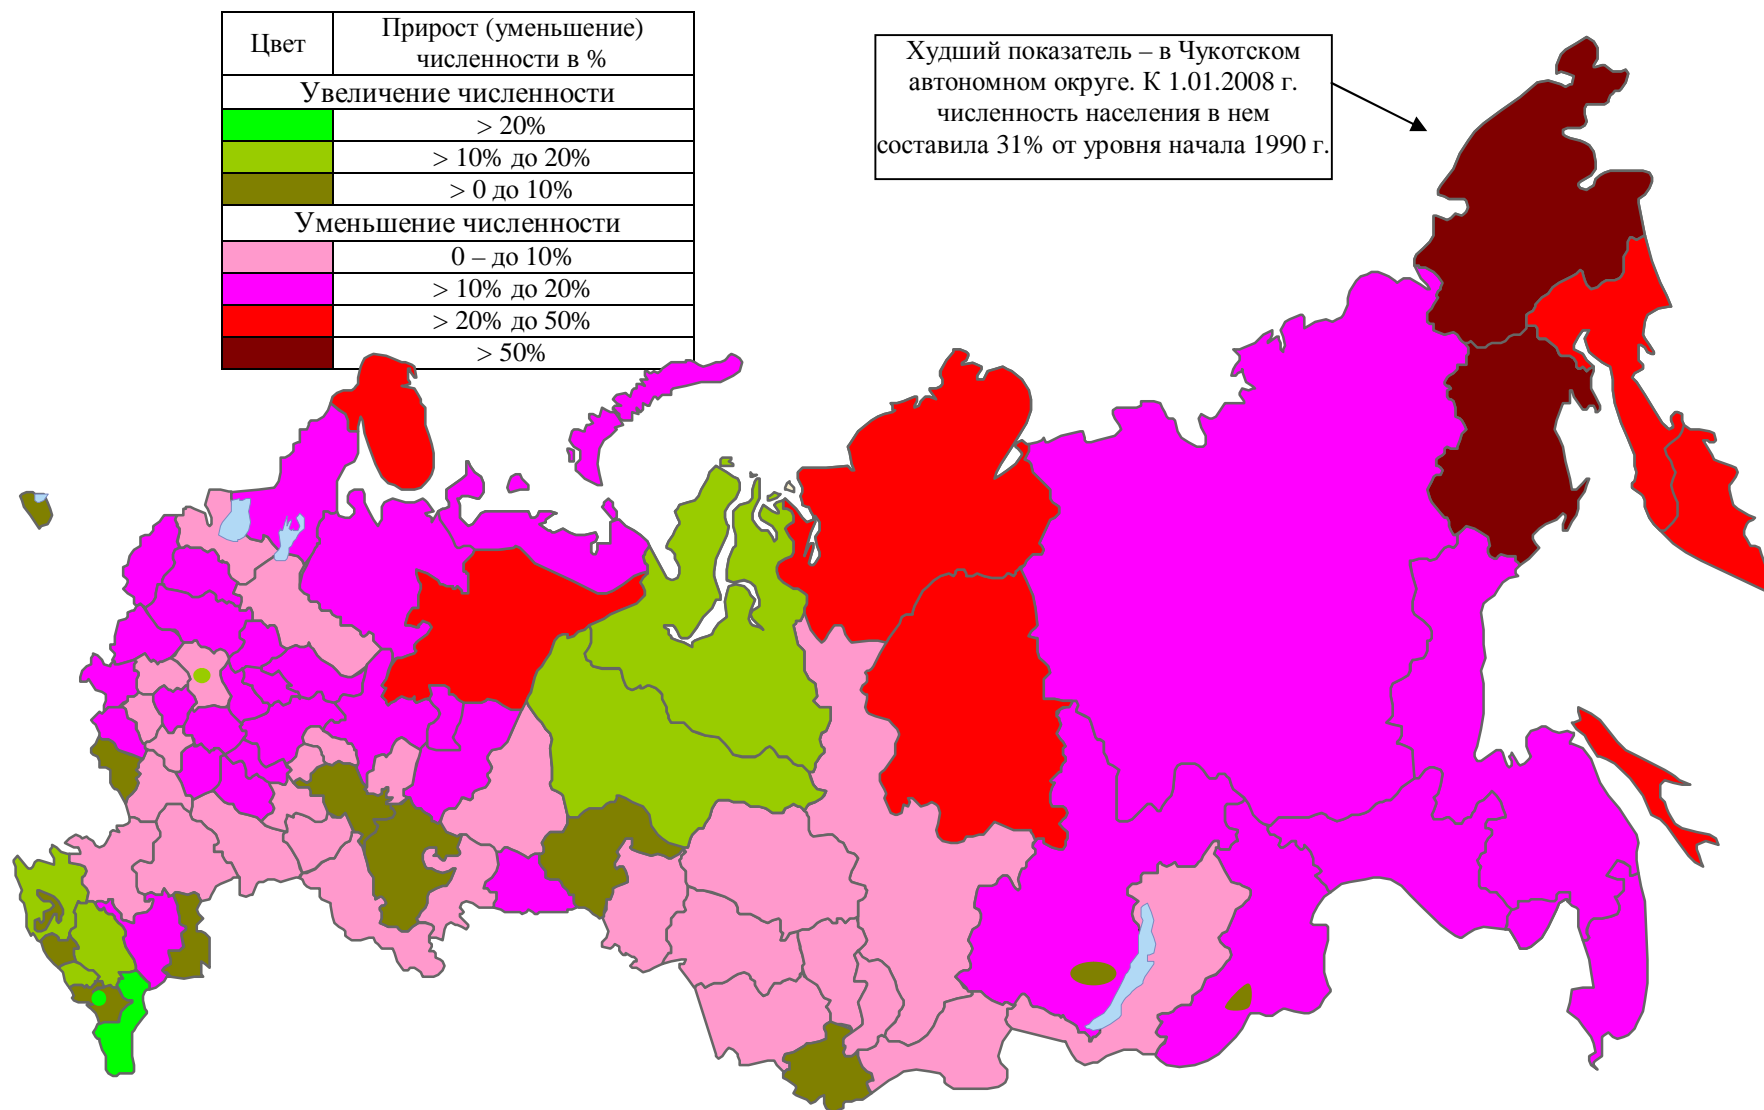 Цвет
Прирост (уменьшение)
численности в %
Увеличение численности
> 20%
> 10% до 20%
> 0 до 10%
Уменьшение численности
0 – до 10%
> 10% до 20%
> 20% до 50%
> 50%
Худший показатель – в Чукотском
автономном округе. К 1.01.2008 г.
численность населения в нем
составила 31% от уровня начала 1990 г.